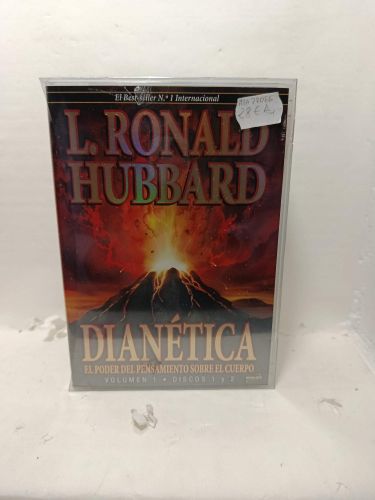 El Best-seller N.º 1 Internacional
28€
L. RONALD
HUBBARD
DIANÉTICA
EL PODER DEL PENSAMIENTO SOBRE EL CUERPO
VOLUMEN 1 • DISCOS 1 y 2